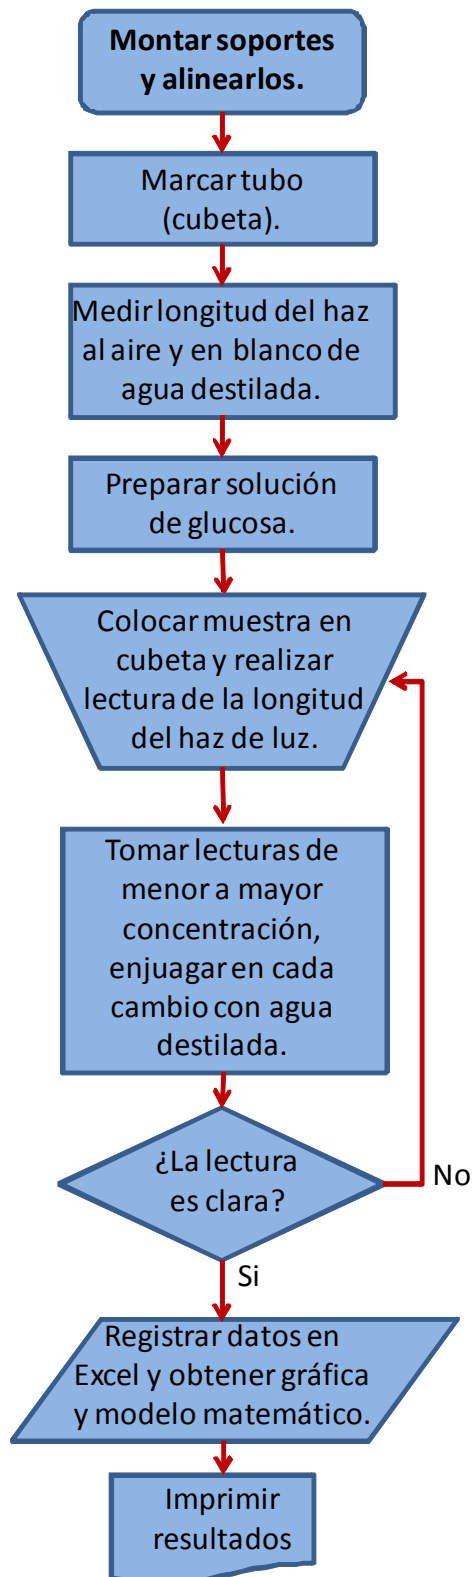 Montar soportes
y alinearlos.
Marcar tubo
(cubeta).
Medir longitud del haz
al aire y en blanco de
agua destilada.
Preparar solución
de glucosa.
Colocar muestra en
cubeta y realizar
lectura de la longitud
del haz de luz.
Tomar lecturas de
menor a mayor
concentración,
enjuagar en cada
cambio con agua
destilada.
¿La lectura
es clara?
No
Si
Registrar datos en
Excel y obtener gráfica
y modelo matemático.
Imprimir
resultados